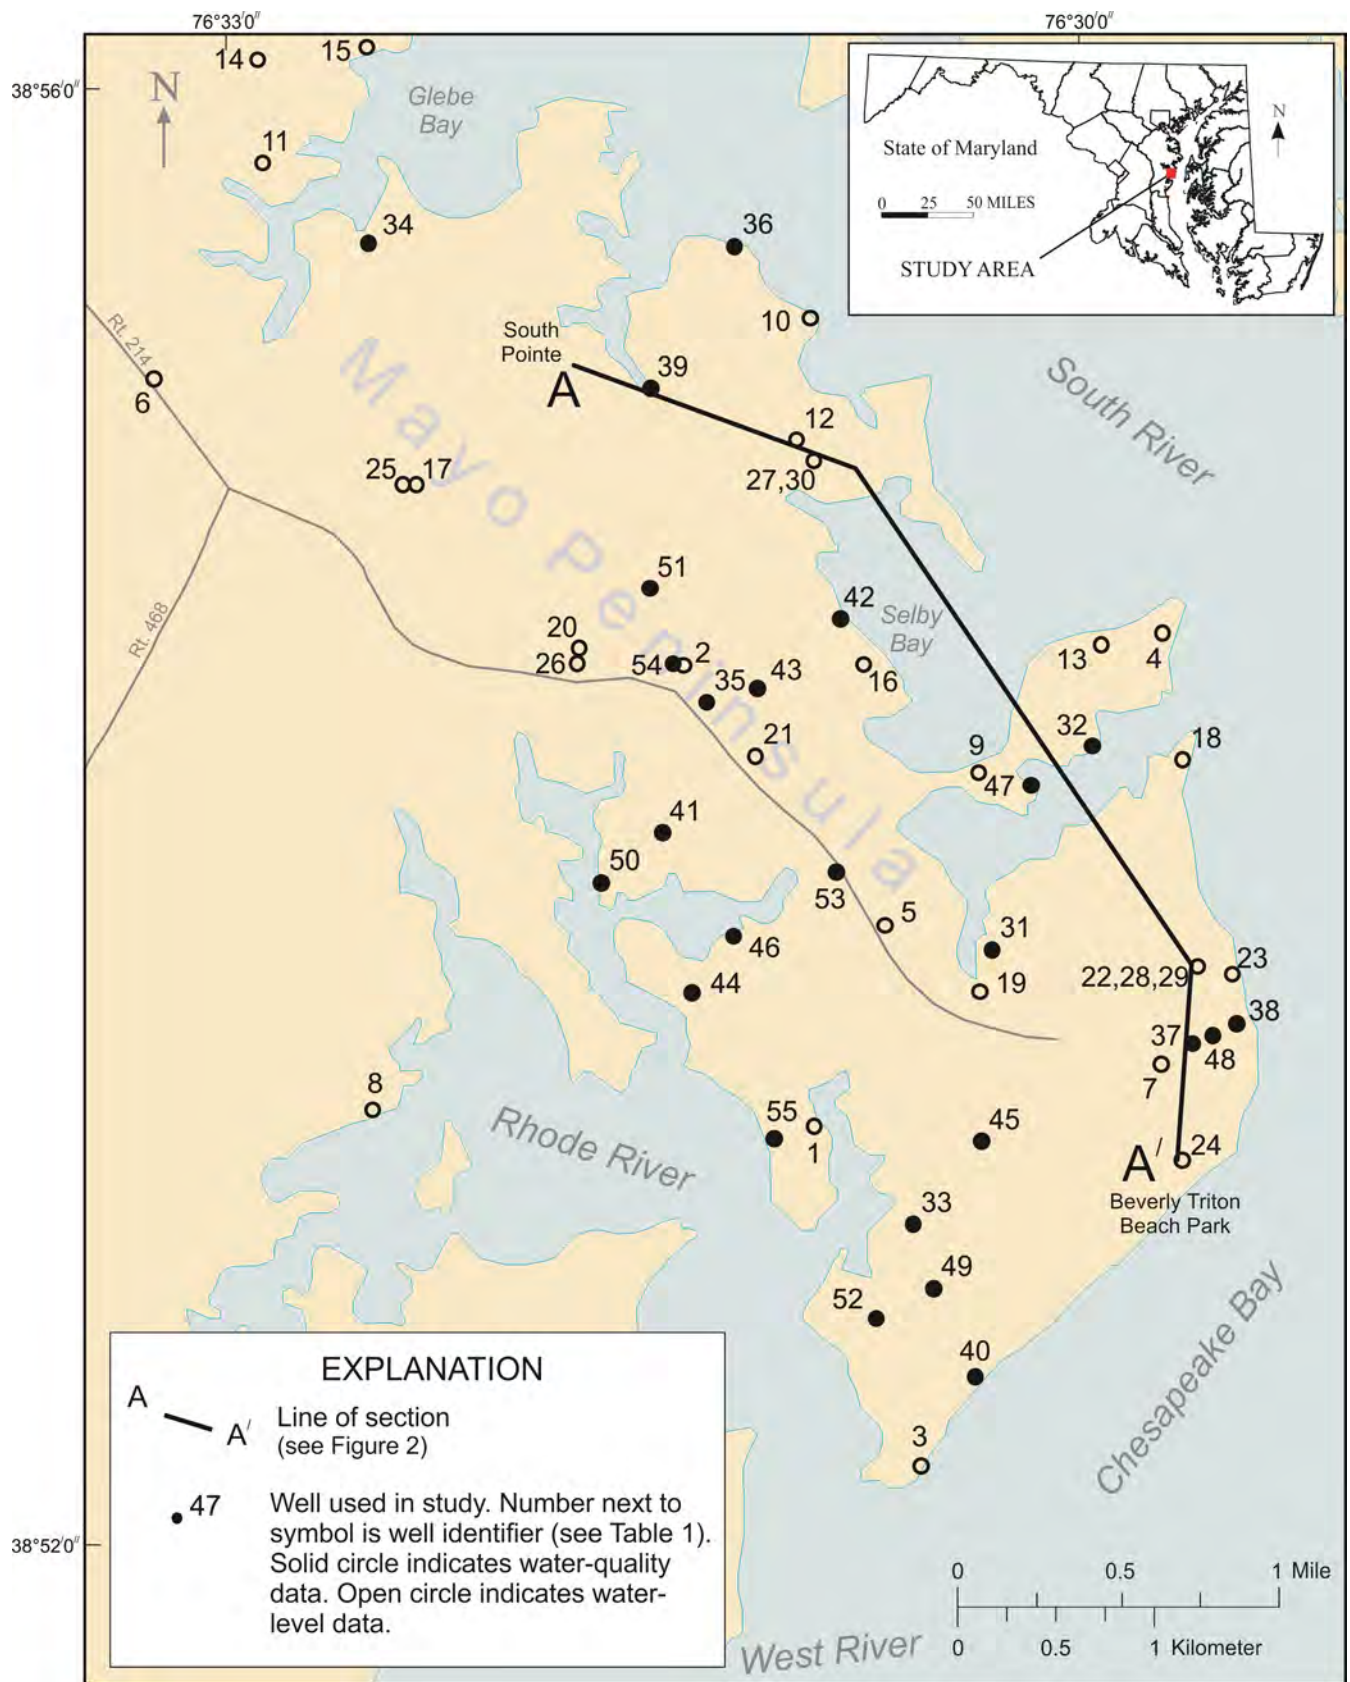 76°33'0"
76°30'0"
38°56'0"
14
15
N
Glebe
Bay
11
34
36
State of Maryland
N
0 25 50 MILES
STUDY AREA
10
Rt. 214
6
South
Pointe
A
39
12
27,30
South River
25
17
Mayo Peninsula
51
42
Selby
Bay
Rt. 468
20
26
54
2
35
43
16
13
4
21
32
18
9
47
41
50
53
5
46
31
44
19
22,28,29
23
38
37
48
7
8
Rhode River
55
1
45
A'
24
Beverly Triton
Beach Park
33
49
52
40
3
Chesapeake Bay
EXPLANATION
A
A'
Line of section
(see Figure 2)
47
Well used in study. Number next to
symbol is well identifier (see Table 1).
Solid circle indicates water-quality
data. Open circle indicates water-
level data.
38°52'0"
0 0.5 1 Mile
0 0.5 1 Kilometer
West River